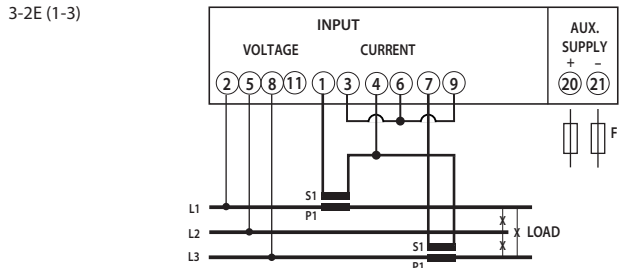 3-2E (1-3)
INPUT
VOLTAGE CURRENT
AUX.
SUPPLY
+ –
2 5 8 11 1 3 4 6 7 9 20 21
F
S1
L1
P1
L2
X X LOAD
S1 X
L3
P1